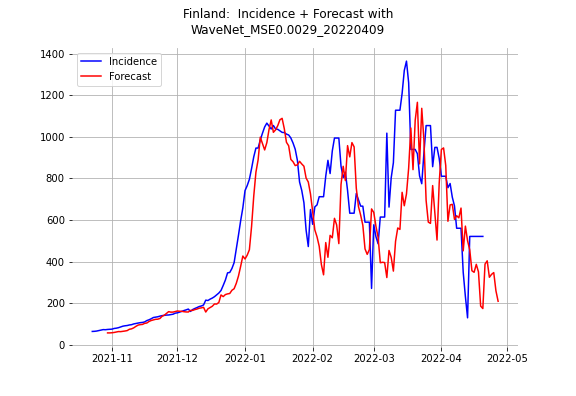 Finland:  Incidence + Forecast with
WaveNet_MSE0.0029_20220409
Incidence
Forecast
1400
1200
1000
800
600
400
200
0
2021-11 2021-12 2022-01 2022-02 2022-03 2022-04 2022-05